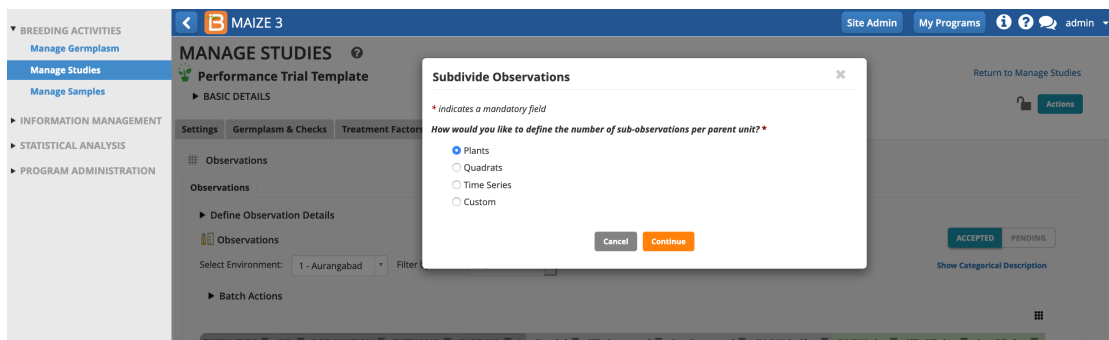 BREEDING ACTIVITIES
Manage Germplasm
Manage Studies
Manage Samples
INFORMATION MANAGEMENT
STATISTICAL ANALYSIS
PROGRAM ADMINISTRATION
MAIZE 3
Site Admin
My Programs
admin
MANAGE STUDIES
Performance Trial Template
Return to Manage Studies
BASIC DETAILS
Actions
Settings
Germplasm & Checks
Treatment Factors
Observations
Observations
Define Observation Details
Observations
ACCEPTED
PENDING
Select Environment:
1 - Aurangabad
Filter
Show Categorical Description
Batch Actions
Subdivide Observations
* indicates a mandatory field
How would you like to define the number of sub-observations per parent unit? *
Plants
Quadrats
Time Series
Custom
Cancel
Continue